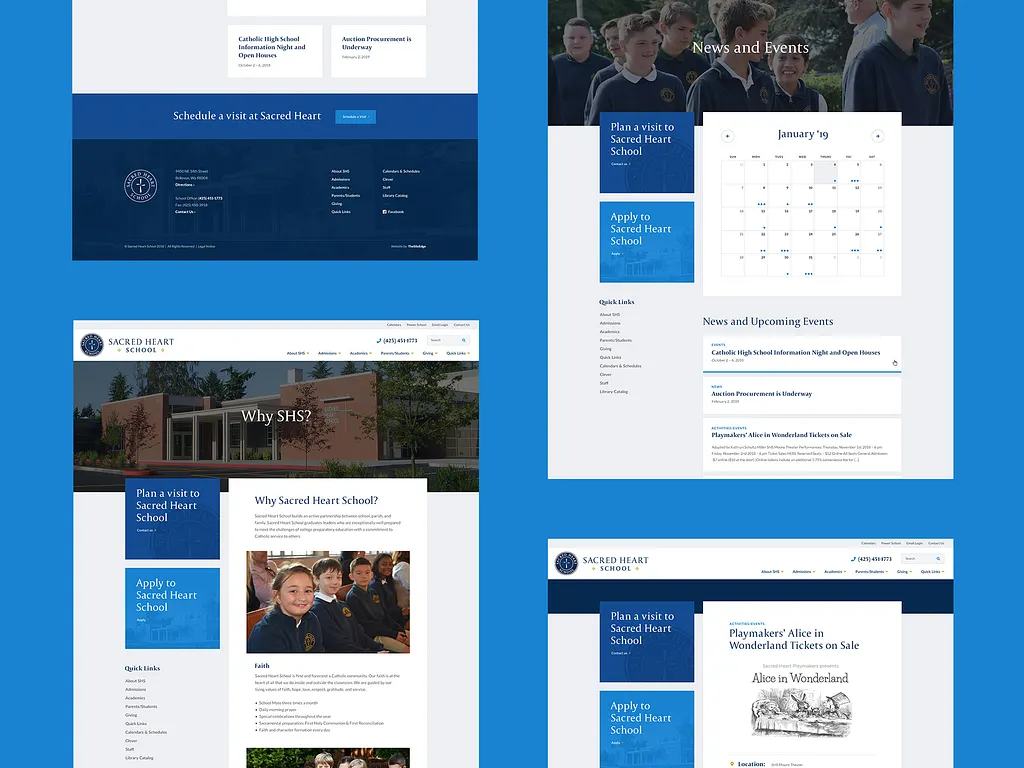 Catholic High School
Information Night and
Open Houses
October 2 – 6, 2018
Auction Procurement is
Underway
February 2, 2019
Schedule a visit at Sacred Heart
Schedule a Visit
SACRED HEART
SCHOOL
9450 NE 14th Street
Bellevue, WA 98004
Directions
School Office: (425) 451-1773
Fax: (425) 450-3918
Contact Us
About SHS
Admissions
Academics
Parents/Students
Giving
Quick Links
Calendars & Schedules
Clever
Staff
Library Catalog
Facebook
© Sacred Heart School 2018 | All Rights Reserved | Legal Notice
Website by TheSiteEdge
Calendars Power School Email Login Contact Us
SACRED HEART
SCHOOL
(425) 451-1773
Search
About SHS Admissions Academics Parents/Students Giving Quick Links
Why SHS?
Plan a visit to
Sacred Heart
School
Contact us
Apply to
Sacred Heart
School
Apply
Quick Links
About SHS
Admissions
Academics
Parents/Students
Giving
Quick Links
Calendars & Schedules
Clever
Staff
Library Catalog
Why Sacred Heart School?
Sacred Heart School builds an active partnership between school, parish, and
family. Sacred Heart School graduates leaders who are exceptionally well prepared
to meet the challenges of college preparatory education with a commitment to
Catholic service to others.
Faith
Sacred Heart School is first and foremost a Catholic community. Our faith is at the
heart of all that we do inside and outside the classroom. We are guided by our
living values of faith, hope, love, respect, gratitude, and service.
• School Mass three times a month
• Daily morning prayer
• Special celebrations throughout the year
• Sacramental preparation: First Holy Communion & First Reconciliation
• Faith and character formation every day
News and Events
Plan a visit to
Sacred Heart
School
Contact us
Apply to
Sacred Heart
School
Apply
Quick Links
About SHS
Admissions
Academics
Parents/Students
Giving
Quick Links
Calendars & Schedules
Clever
Staff
Library Catalog
January '19
SUN MON TUES WED THURS FRI SAT
30 1 2 3 4 5 6
7 8 9 10 11 12 13
14 15 16 17 18 19 20
21 22 23 24 25 26 27
28 29 30 31 1 2 3
News and Upcoming Events
EVENTS
Catholic High School Information Night and Open Houses
October 2 – 6, 2018
NEWS
Auction Procurement is Underway
February 2, 2019
ACTIVITIES/EVENTS
Playmakers' Alice in Wonderland Tickets on Sale
Calendars Power School Email Login Contact Us
SACRED HEART
SCHOOL
(425) 451-1773
Search
About SHS Admissions Academics Parents/Students Giving Quick Links
Plan a visit to
Sacred Heart
School
Contact us
Apply to
Sacred Heart
School
Apply
ACTIVITIES/EVENTS
Playmakers' Alice in
Wonderland Tickets on Sale
Sacred Heart Playmakers presents
Alice in Wonderland
Location: SHS Mount Theater